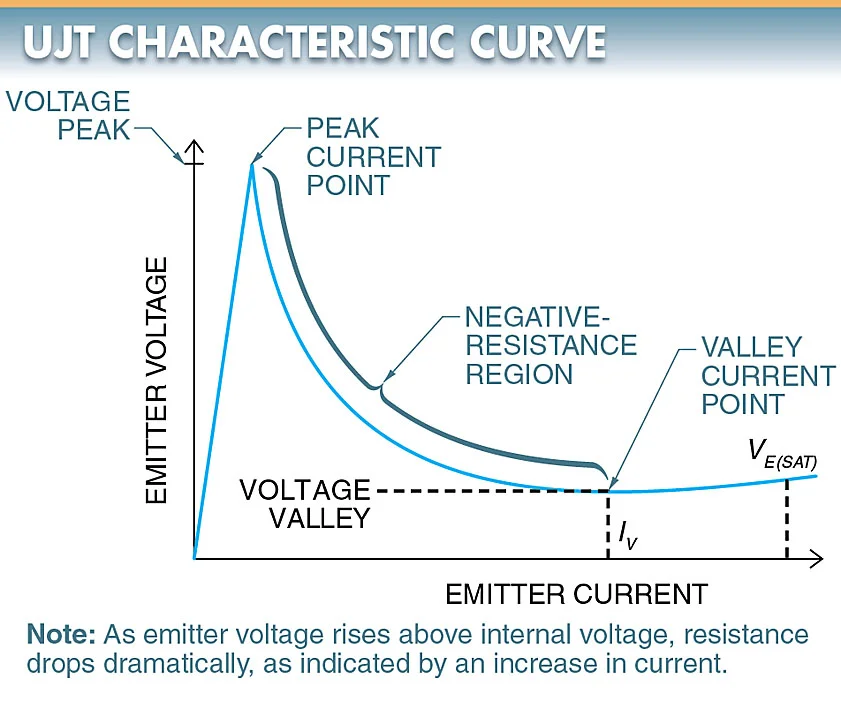 UJT CHARACTERISTIC CURVE
VOLTAGE
PEAK
PEAK
CURRENT
POINT
EMITTER VOLTAGE
NEGATIVE-
RESISTANCE
REGION
VALLEY
CURRENT
POINT
V_E(SAT)
VOLTAGE
VALLEY
I_V
EMITTER CURRENT
Note: As emitter voltage rises above internal voltage, resistance
drops dramatically, as indicated by an increase in current.